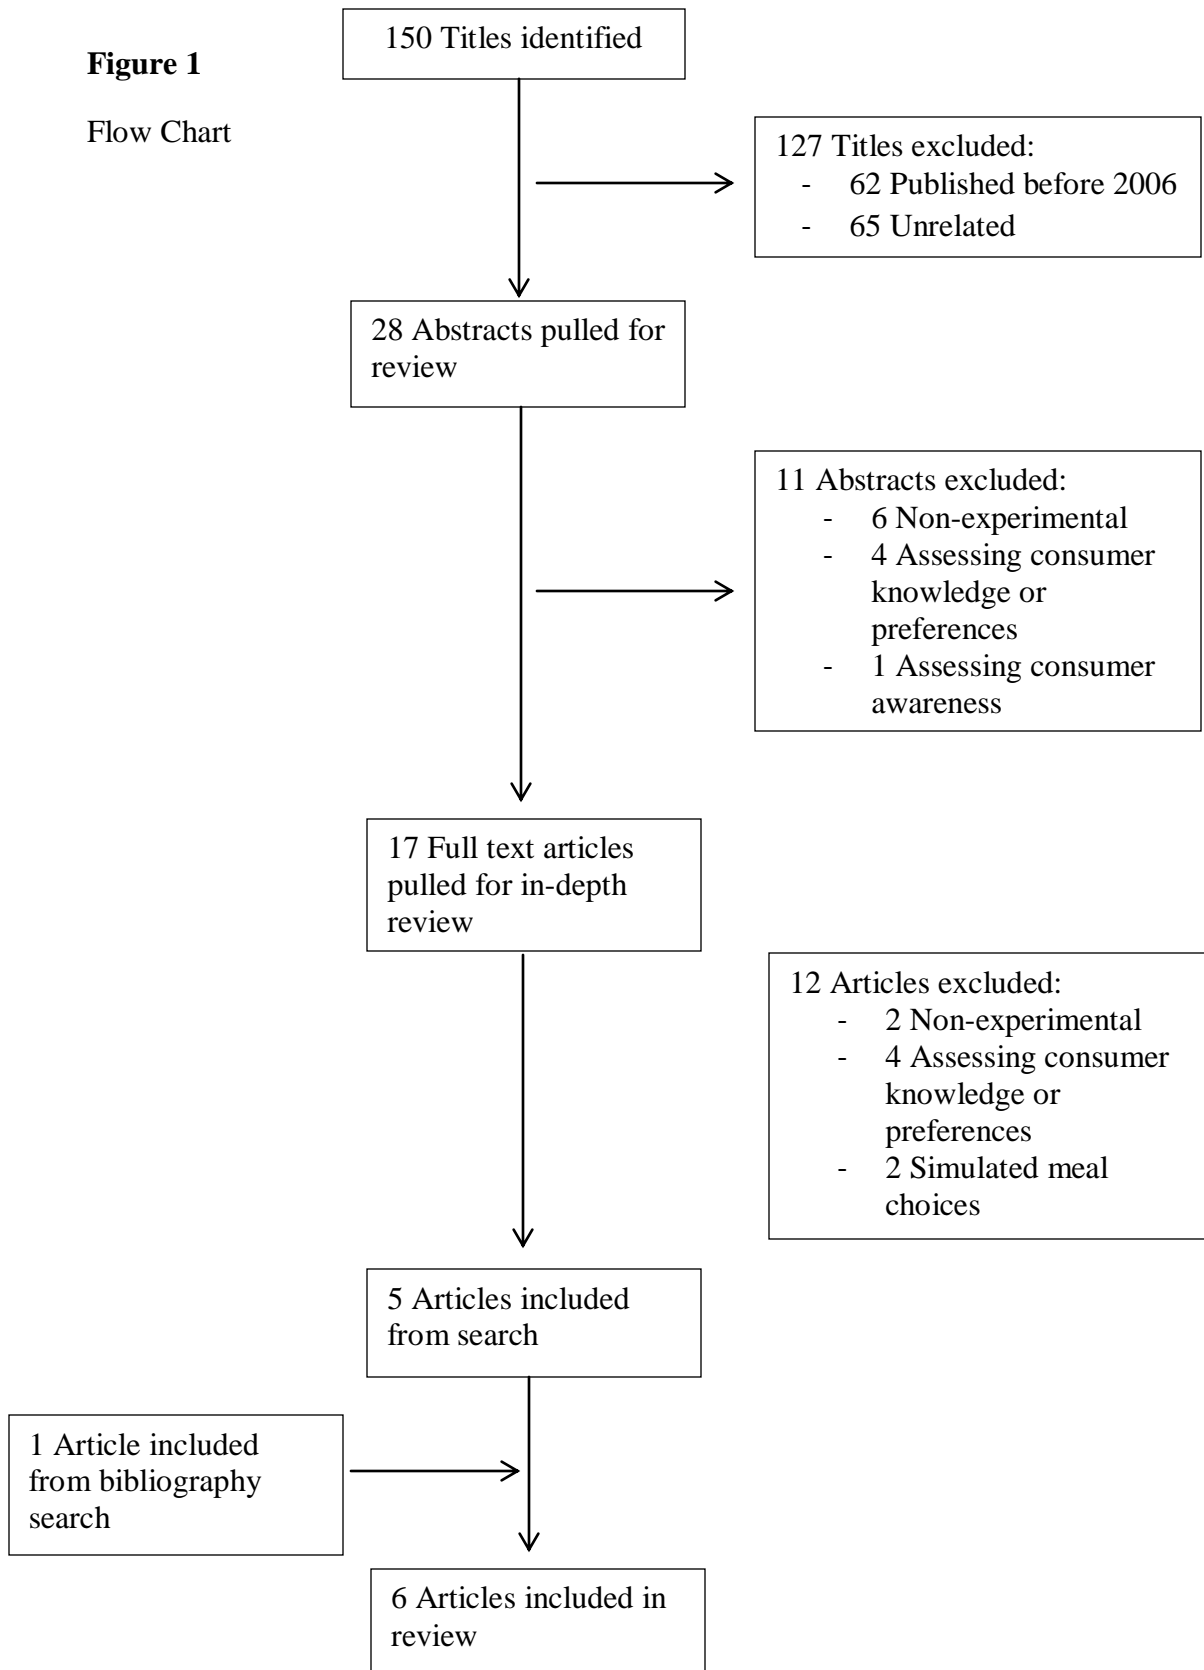 150 Titles identified
Figure 1
Flow Chart
127 Titles excluded:
- 62 Published before 2006
- 65 Unrelated
28 Abstracts pulled for
review
11 Abstracts excluded:
- 6 Non-experimental
- 4 Assessing consumer
knowledge or
preferences
- 1 Assessing consumer
awareness
17 Full text articles
pulled for in-depth
review
12 Articles excluded:
- 2 Non-experimental
- 4 Assessing consumer
knowledge or
preferences
- 2 Simulated meal
choices
5 Articles included
from search
1 Article included
from bibliography
search
6 Articles included in
review